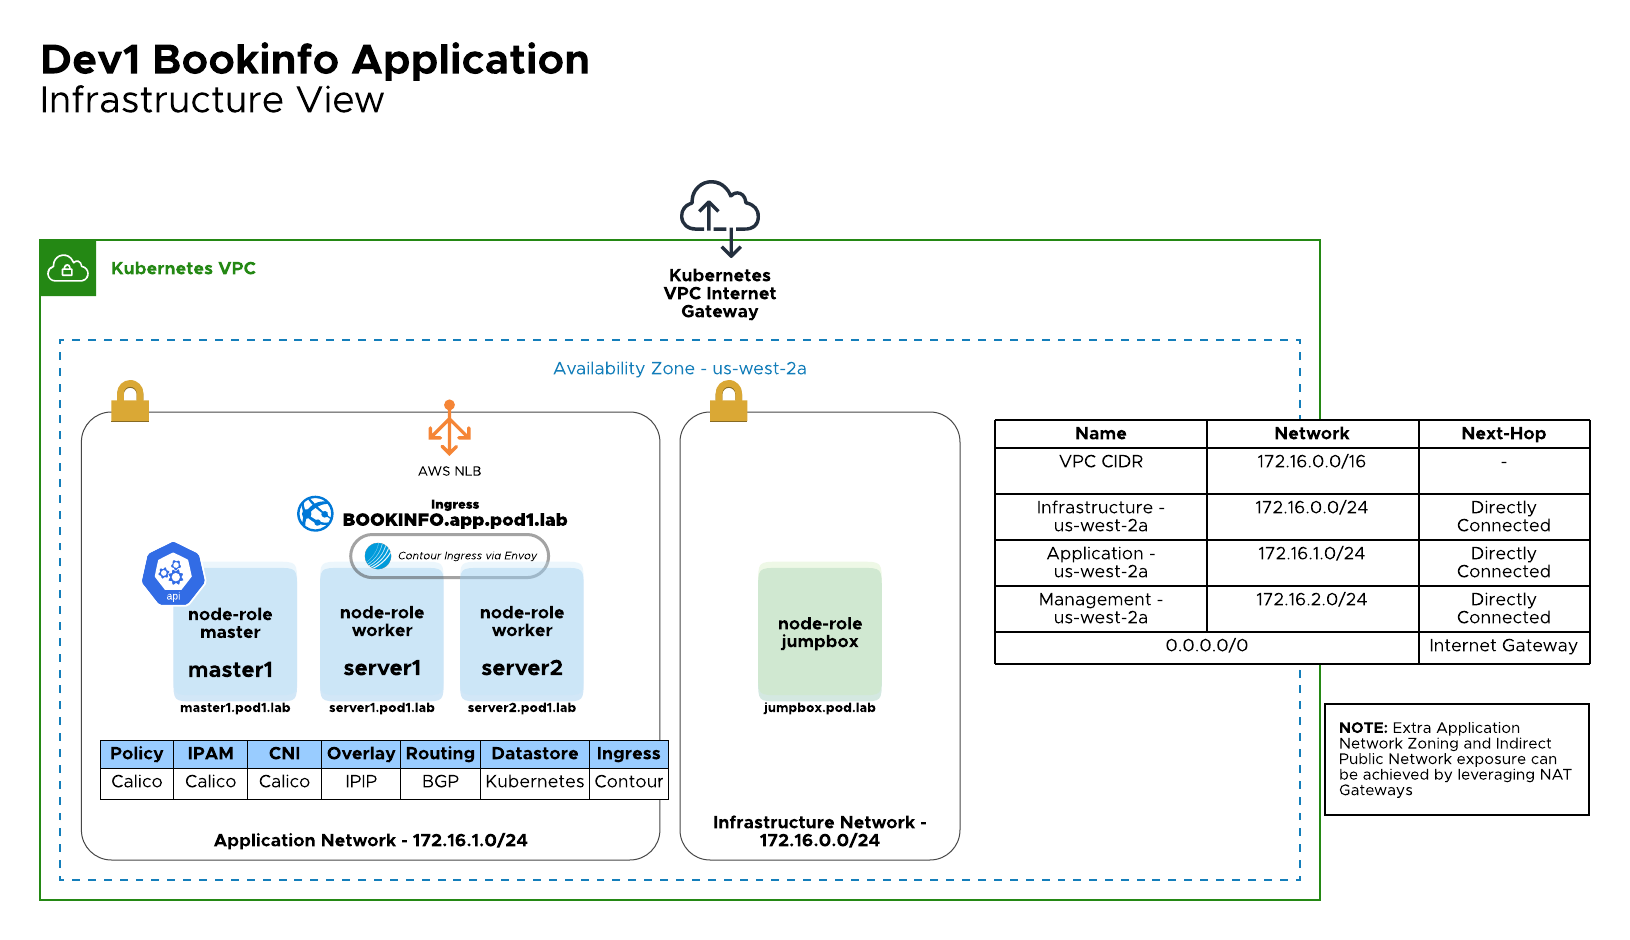 Dev1 Bookinfo Application
Infrastructure View
Kubernetes VPC
Kubernetes
VPC Internet
Gateway
Availability Zone - us-west-2a
AWS NLB
Ingress
BOOKINFO.app.pod1.lab
Contour Ingress via Envoy
api
node-role
master
master1
master1.pod1.lab
node-role
worker
server1
server1.pod1.lab
node-role
worker
server2
server2.pod1.lab
Policy IPAM CNI Overlay Routing Datastore Ingress
Calico Calico Calico IPIP BGP Kubernetes Contour
Application Network - 172.16.1.0/24
node-role
jumpbox
jumpbox.pod.lab
Infrastructure Network -
172.16.0.0/24
Name Network Next-Hop
VPC CIDR 172.16.0.0/16 -
Infrastructure - 172.16.0.0/24 Directly
us-west-2a Connected
Application - 172.16.1.0/24 Directly
us-west-2a Connected
Management - 172.16.2.0/24 Directly
us-west-2a Connected
0.0.0.0/0 Internet Gateway
NOTE: Extra Application
Network Zoning and Indirect
Public Network exposure can
be achieved by leveraging NAT
Gateways